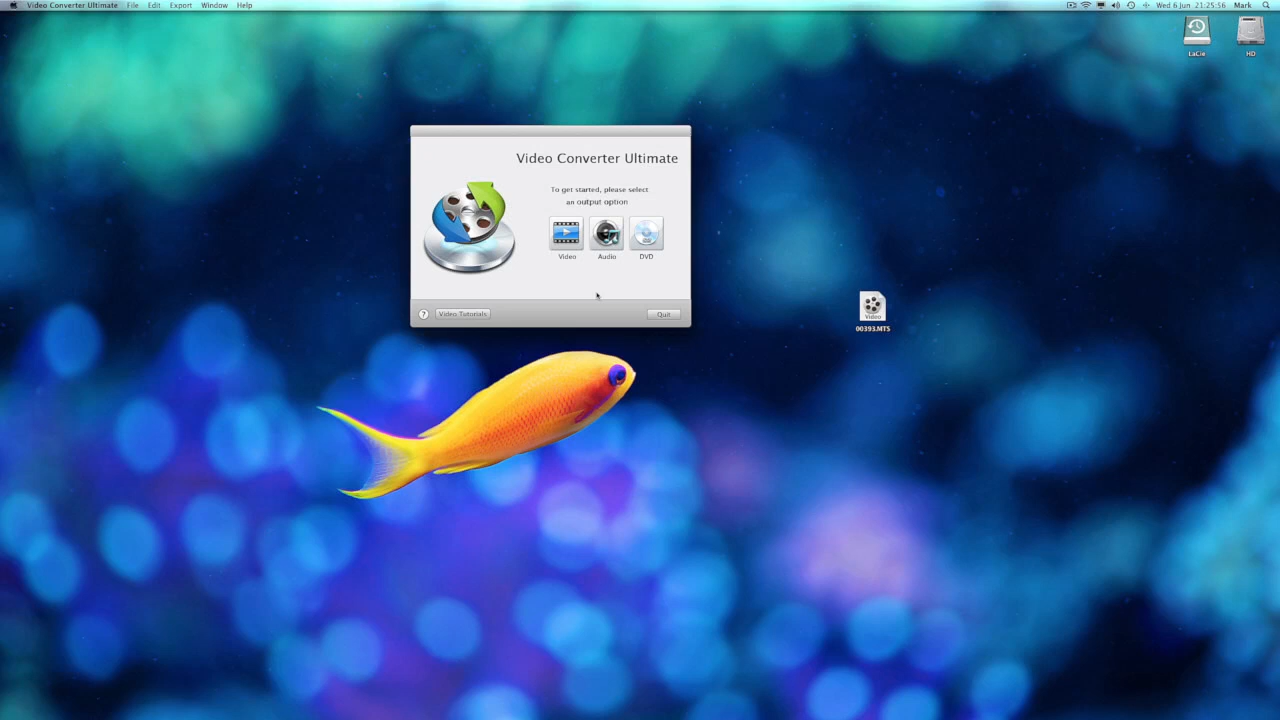 Video Converter Ultimate File Edit Export Window Help
Wed 6 Jun 21:25:56 Mark
LaCie
HD
Video Converter Ultimate
To get started, please select
an output option
Video Audio DVD
? Video Tutorials Quit
Video
00393.MTS